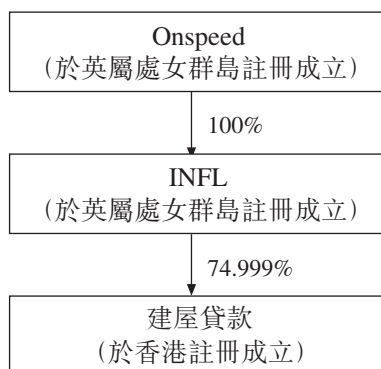 Onspeed
（於英屬處女群島註冊成立）
100%
INFL
（於英屬處女群島註冊成立）
74.999%
建屋貸款
（於香港註冊成立）